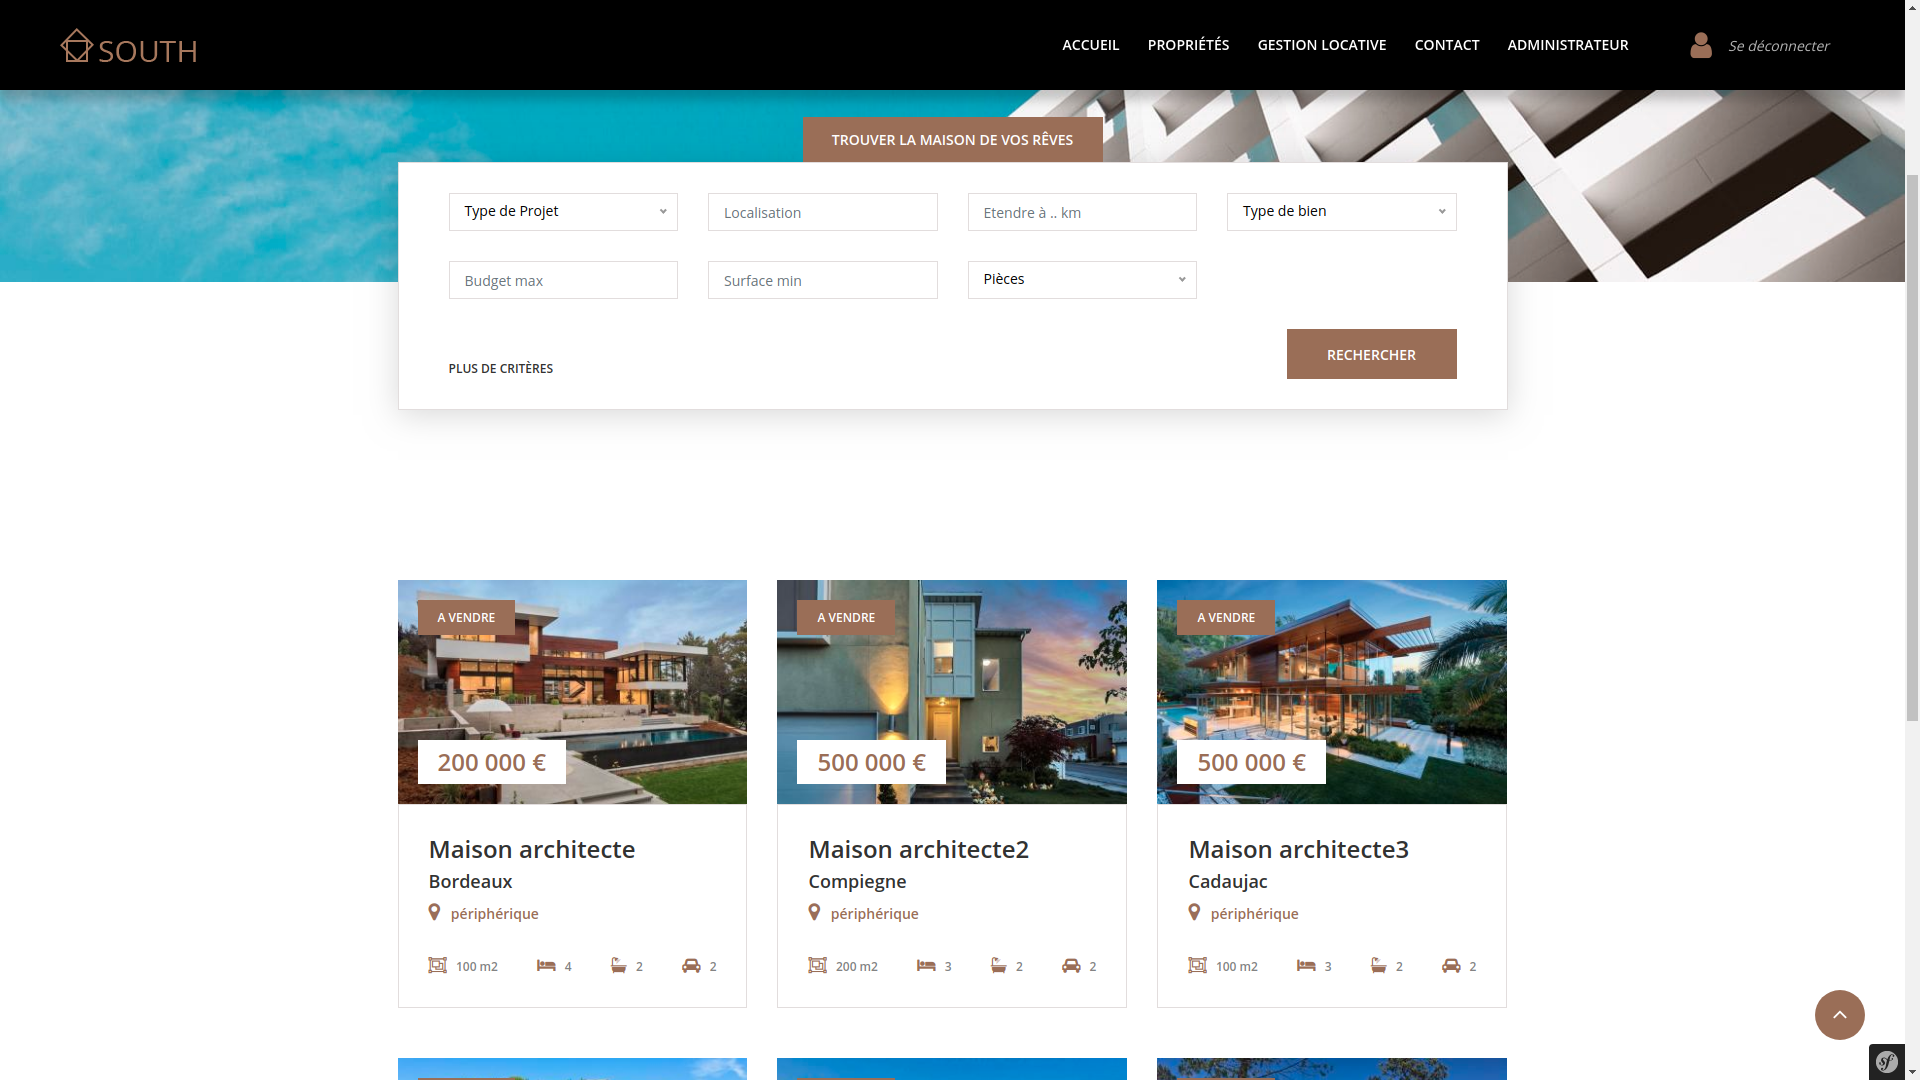 SOUTH
ACCUEIL PROPRIÉTÉS GESTION LOCATIVE CONTACT ADMINISTRATEUR Se déconnecter
TROUVER LA MAISON DE VOS RÊVES
Type de Projet Localisation Etendre à .. km Type de bien
Budget max Surface min Pièces
PLUS DE CRITÈRES RECHERCHER
A VENDRE
200 000 €
Maison architecte
Bordeaux
périphérique
100 m2 4 2 2
A VENDRE
500 000 €
Maison architecte2
Compiegne
périphérique
200 m2 3 2 2
A VENDRE
500 000 €
Maison architecte3
Cadaujac
périphérique
100 m2 3 2 2
sf